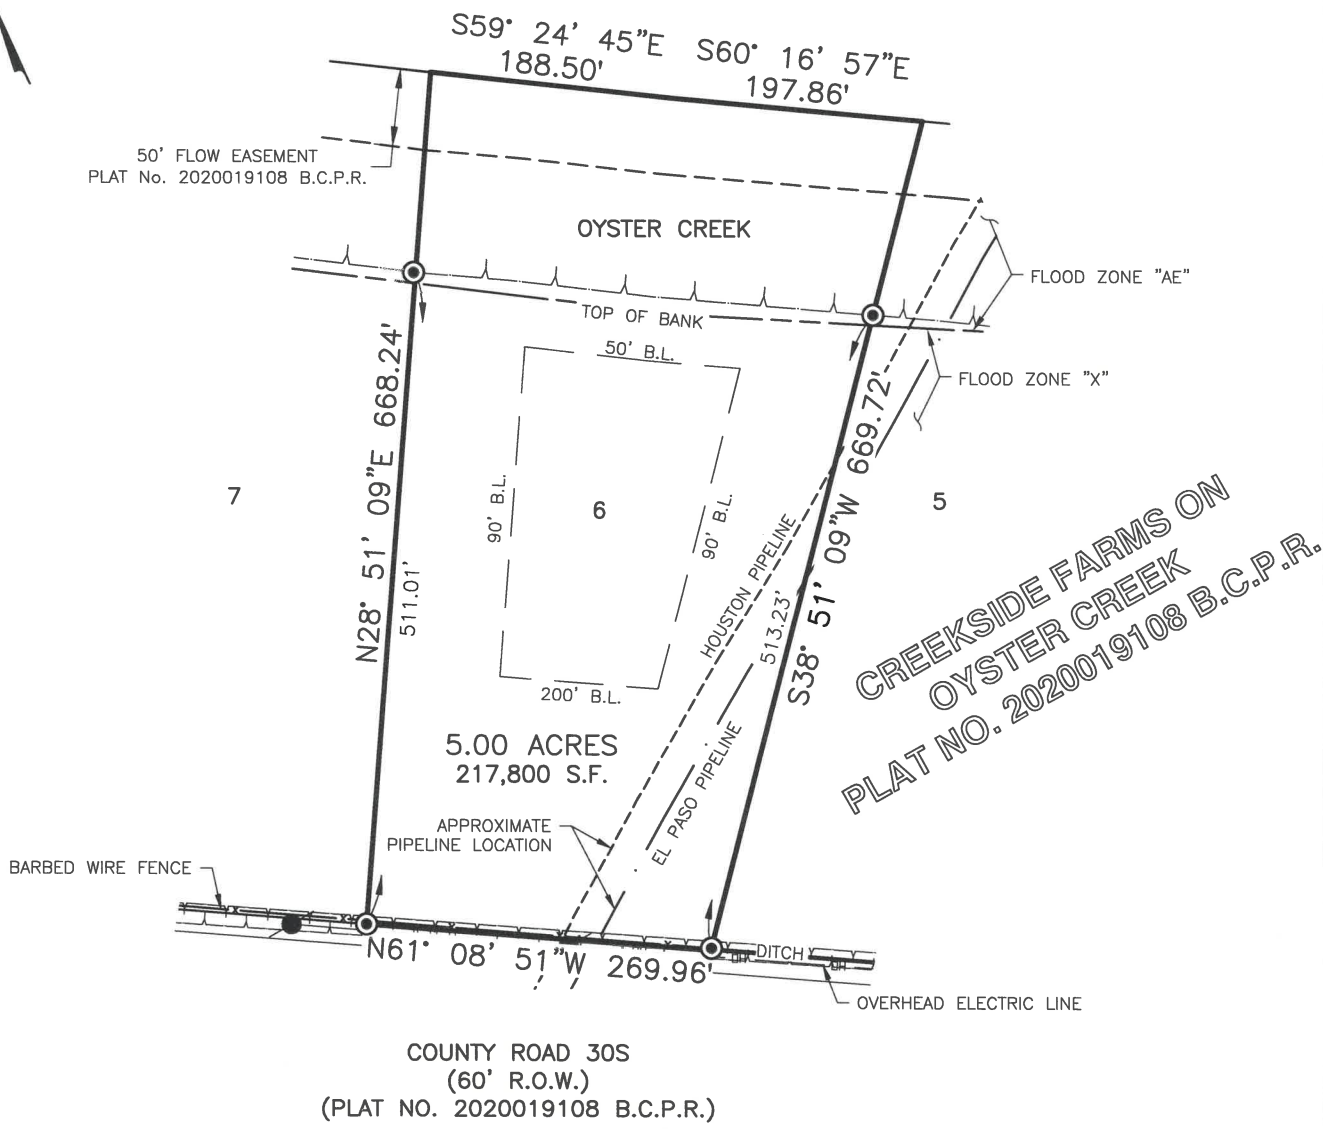 S59° 24' 45"E S60° 16' 57"E
188.50' 197.86'
50' FLOW EASEMENT
PLAT No. 2020019108 B.C.P.R.
OYSTER CREEK
FLOOD ZONE "AE"
TOP OF BANK
50' B.L.
FLOOD ZONE "X"
N28° 51' 09"E 668.24'
511.01'
90' B.L.
7
6
5
90' B.L.
HOUSTON PIPELINE
513.23'
S38° 51' 09"W 669.72'
CREEKSIDE FARMS ON
OYSTER CREEK
PLAT NO. 2020019108 B.C.P.R.
200' B.L.
5.00 ACRES
217,800 S.F.
EL PASO PIPELINE
APPROXIMATE
PIPELINE LOCATION
BARBED WIRE FENCE
N61° 08' 51"W 269.96'
DITCH
OVERHEAD ELECTRIC LINE
COUNTY ROAD 30S
(60' R.O.W.)
(PLAT NO. 2020019108 B.C.P.R.)